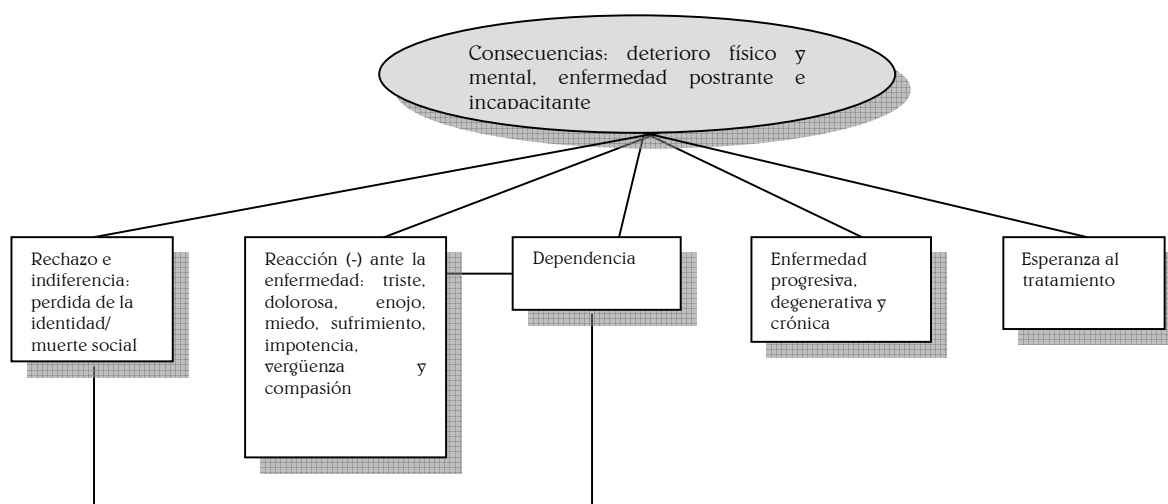 Consecuencias: deterioro físico y
mental, enfermedad postrante e
incapacitante
Rechazo e
indiferencia:
perdida de la
identidad/
muerte social
Reacción (-) ante la
enfermedad: triste,
dolorosa, enojo,
miedo, sufrimiento,
impotencia,
vergüenza y
compasión
Dependencia
Enfermedad
progresiva,
degenerativa y
crónica
Esperanza al
tratamiento